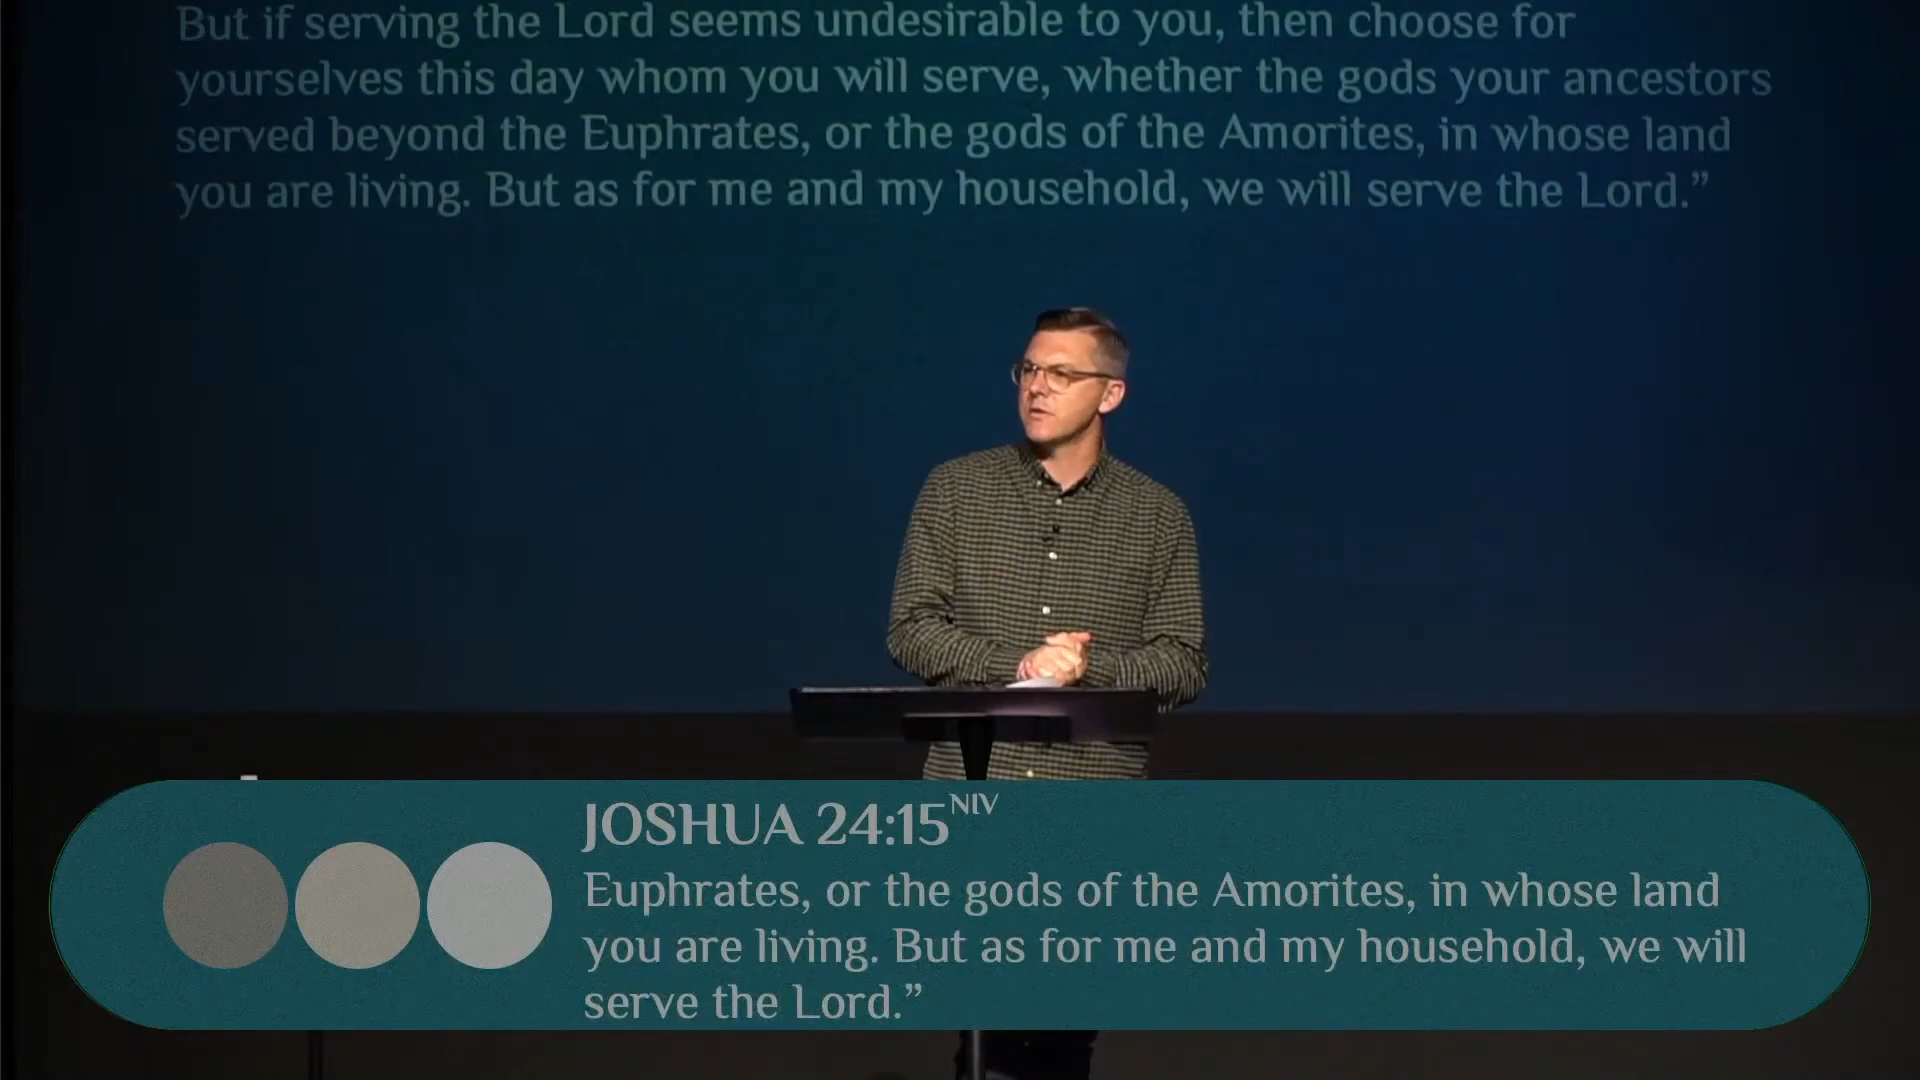 But if serving the Lord seems undesirable to you, then choose for
yourselves this day whom you will serve, whether the gods your ancestors
served beyond the Euphrates, or the gods of the Amorites, in whose land
you are living. But as for me and my household, we will serve the Lord.”
JOSHUA 24:15 NIV
Euphrates, or the gods of the Amorites, in whose land
you are living. But as for me and my household, we will
serve the Lord.”